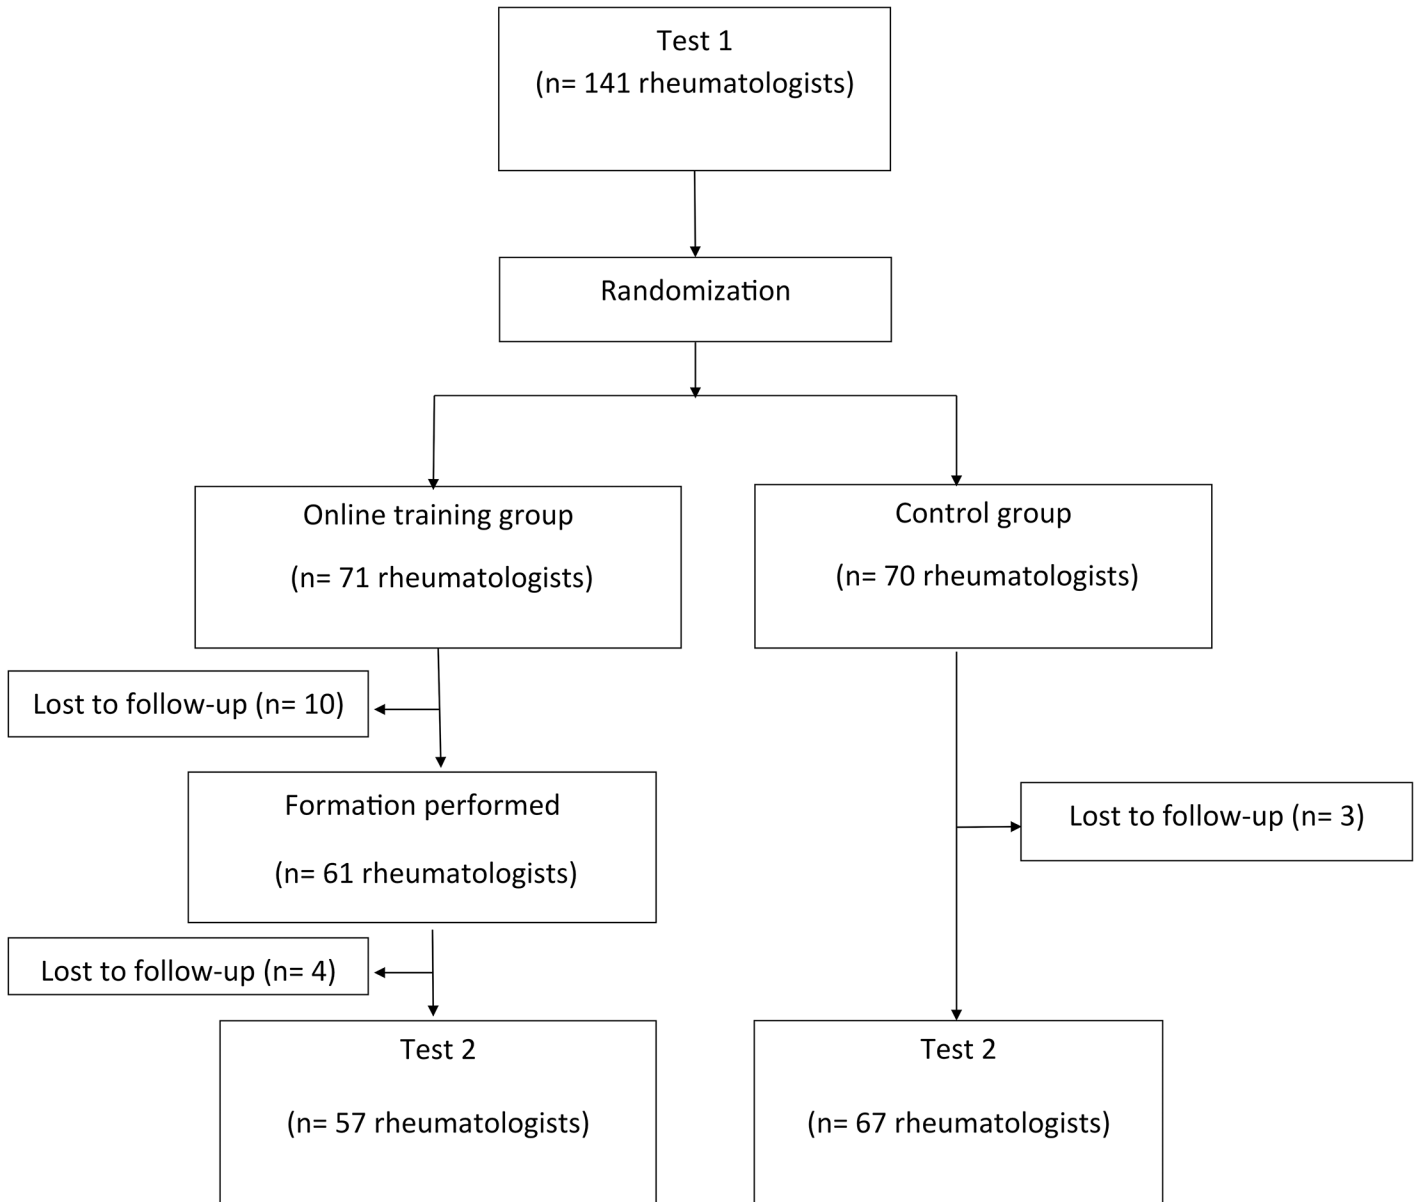 Test 1
(n= 141 rheumatologists)
Randomization
Online training group
(n= 71 rheumatologists)
Control group
(n= 70 rheumatologists)
Lost to follow-up (n= 10)
Formation performed
(n= 61 rheumatologists)
Lost to follow-up (n= 3)
Lost to follow-up (n= 4)
Test 2
(n= 57 rheumatologists)
Test 2
(n= 67 rheumatologists)